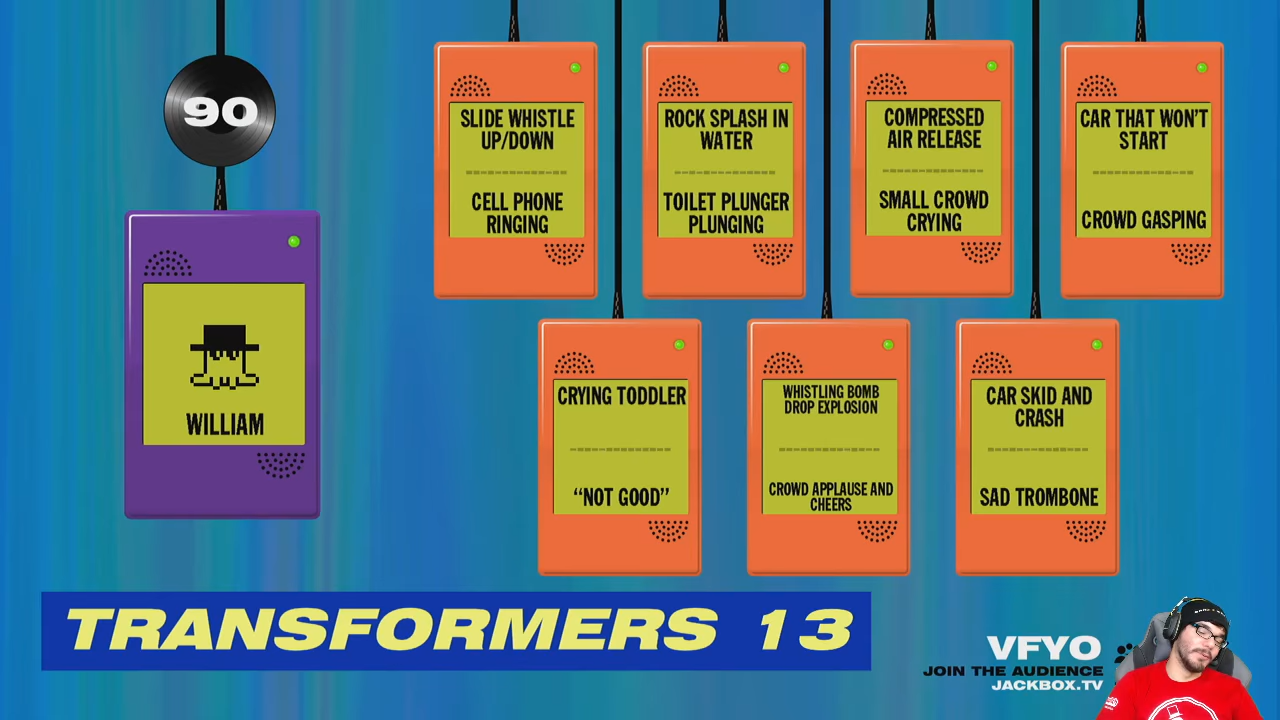 90
WILLIAM
SLIDE WHISTLE
UP/DOWN
CELL PHONE
RINGING
ROCK SPLASH IN
WATER
TOILET PLUNGER
PLUNGING
COMPRESSED
AIR RELEASE
SMALL CROWD
CRYING
CAR THAT WON'T
START
CROWD GASPING
CRYING TODDLER
“NOT GOOD”
WHISTLING BOMB
DROP EXPLOSION
CROWD APPLAUSE AND
CHEERS
CAR SKID AND
CRASH
SAD TROMBONE
TRANSFORMERS 13
VFYO
JOIN THE AUDIENCE
JACKBOX.TV